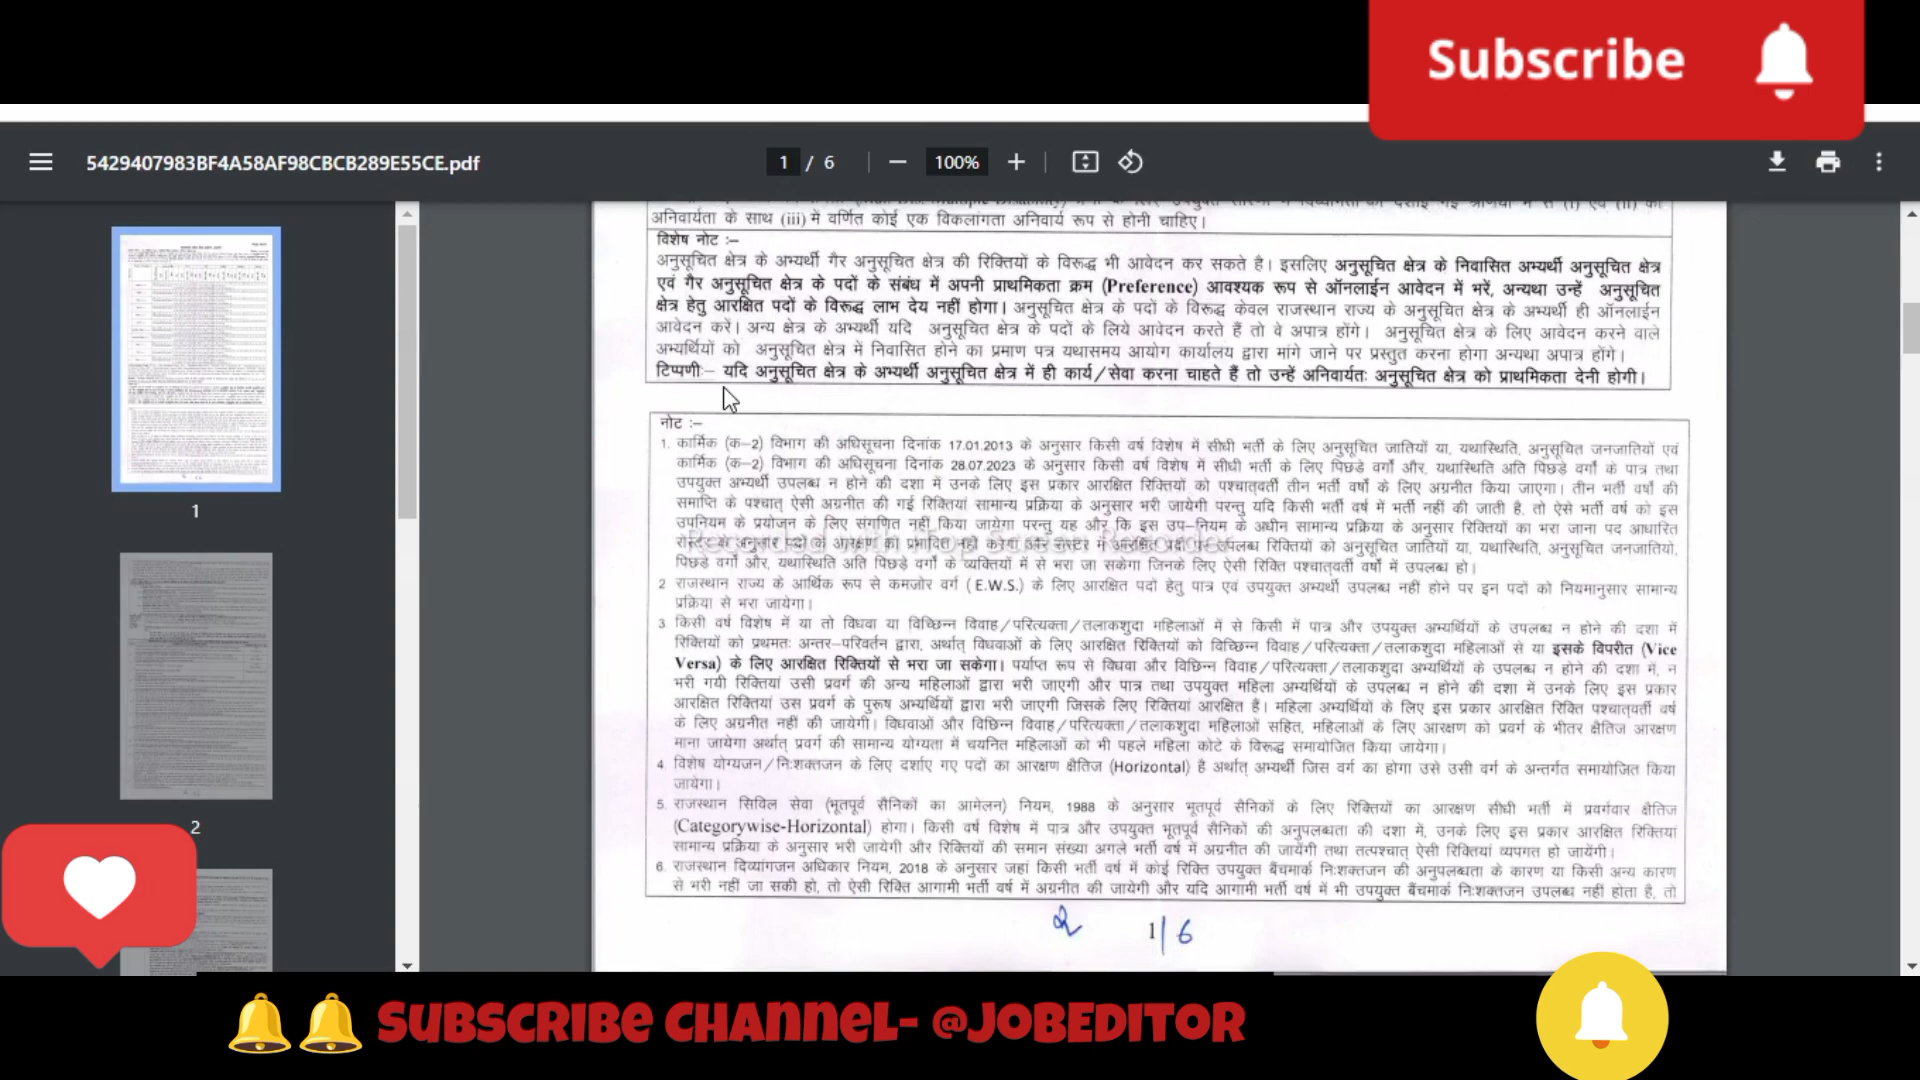 Subscribe
5429407983BF4A58AF98CBCB289E55CE.pdf
1 / 6
100%
अनिवार्यता के साथ (iii) में वर्णित कोई एक विकलांगता अनिवार्य रूप से होनी चाहिए।
विशेष नोट :–
अनुसूचित क्षेत्र के अभ्यर्थी गैर अनुसूचित क्षेत्र की रिक्तियों के विरूद्ध भी आवेदन कर सकते है। इसलिए अनुसूचित क्षेत्र के निवासित अभ्यर्थी अनुसूचित क्षेत्र
एवं गैर अनुसूचित क्षेत्र के पदों के संबंध में अपनी प्राथमिकता क्रम (Preference) आवश्यक रूप से ऑनलाईन आवेदन में भरें, अन्यथा उन्हें अनुसूचित
क्षेत्र हेतु आरक्षित पदों के विरूद्ध लाभ देय नहीं होगा। अनुसूचित क्षेत्र के पदों के विरूद्ध केवल राजस्थान राज्य के अनुसूचित क्षेत्र के अभ्यर्थी ही ऑनलाईन
आवेदन करें। अन्य क्षेत्र के अभ्यर्थी यदि अनुसूचित क्षेत्र के पदों के लिये आवेदन करते हैं तो वे अपात्र होंगे। अनुसूचित क्षेत्र के लिए आवेदन करने वाले
अभ्यर्थियों को अनुसूचित क्षेत्र में निवासित होने का प्रमाण पत्र यथासमय आयोग कार्यालय द्वारा मांगे जाने पर प्रस्तुत करना होगा अन्यथा अपात्र होंगे।
टिप्पणीः– यदि अनुसूचित क्षेत्र के अभ्यर्थी अनुसूचित क्षेत्र में ही कार्य/सेवा करना चाहते हैं तो उन्हें अनिवार्यतः अनुसूचित क्षेत्र को प्राथमिकता देनी होगी।
नोट :–
1. कार्मिक (क–2) विभाग की अधिसूचना दिनांक 17.01.2013 के अनुसार किसी वर्ष विशेष में सीधी भर्ती के लिए अनुसूचित जातियों या, यथास्थिति, अनुसूचित जनजातियों एवं
कार्मिक (क–2) विभाग की अधिसूचना दिनांक 28.07.2023 के अनुसार किसी वर्ष विशेष में सीधी भर्ती के लिए पिछडे वर्गों और, यथास्थिति अति पिछडे वर्गों के पात्र तथा
उपयुक्त अभ्यर्थी उपलब्ध न होने की दशा में उनके लिए इस प्रकार आरक्षित रिक्तियों को पश्चात्वर्ती तीन भर्ती वर्षों के लिए अग्रनीत किया जाएगा। तीन भर्ती वर्षों की
समाप्ति के पश्चात् ऐसी अग्रनीत की गई रिक्तियां सामान्य प्रक्रिया के अनुसार भरी जायेगी परन्तु यदि किसी भर्ती वर्ष में भर्ती नहीं की जाती है, तो ऐसे भर्ती वर्ष को इस
उपनियम के प्रयोजन के लिए संगणित नहीं किया जायेगा परन्तु यह और कि इस उप–नियम के अधीन सामान्य प्रक्रिया के अनुसार रिक्तियों का भरा जाना पद आधारित
रोस्टर के अनुसार पदों के आरक्षण को प्रभावित नहीं करेगा और रोस्टर में आरक्षित उपलब्ध रिक्तियों को अनुसूचित जातियों या, यथास्थिति, अनुसूचित जनजातियो,
पिछडे वर्गों और, यथास्थिति अति पिछडे वर्गों के व्यक्तियों में से भरा जा सकेगा जिनके लिए ऐसी रिक्ति पश्चात्वर्ती वर्षों में उपलब्ध हो।
Recorded with iTop Screen Recorder
2 राजस्थान राज्य के आर्थिक रूप से कमजोर वर्ग (E.W.S.) के लिए आरक्षित पदों हेतु पात्र एवं उपयुक्त अभ्यर्थी उपलब्ध नहीं होने पर इन पदों को नियमानुसार सामान्य
प्रक्रिया से भरा जायेगा।
3 किसी वर्ष विशेष में या तो विधवा या विच्छिन्न विवाह/परित्यक्ता/तलाकशुदा महिलाओं में से किसी में पात्र और उपयुक्त अभ्यर्थियों के उपलब्ध न होने की दशा में
रिक्तियों को प्रथमतः अन्तर–परिवर्तन द्वारा, अर्थात् विधवाओं के लिए आरक्षित रिक्तियों को विच्छिन्न विवाह/परित्यक्ता/तलाकशुदा महिलाओं से या इसके विपरीत (Vice
Versa) के लिए आरक्षित रिक्तियों से भरा जा सकेगा। पर्याप्त रूप से विधवा और विछिन्न विवाह/परित्यक्ता/तलाकशुदा अभ्यर्थियों के उपलब्ध न होने की दशा में, न
भरी गयी रिक्तियां उसी प्रवर्ग की अन्य महिलाओं द्वारा भरी जाएगी और पात्र तथा उपयुक्त महिला अभ्यर्थियों के उपलब्ध न होने की दशा में उनके लिए इस प्रकार
आरक्षित रिक्तियां उस प्रवर्ग के पुरूष अभ्यर्थियों द्वारा भरी जाएगी जिसके लिए रिक्तियां आरक्षित हैं। महिला अभ्यर्थियों के लिए इस प्रकार आरक्षित रिक्ति पश्चात्वर्ती वर्ष
के लिए अग्रनीत नहीं की जायेगी। विधवाओं और विछिन्न विवाह/परित्यक्ता/तलाकशुदा महिलाओं सहित, महिलाओं के लिए आरक्षण को प्रवर्ग के भीतर क्षैतिज आरक्षण
माना जायेगा अर्थात् प्रवर्ग की सामान्य योग्यता में चयनित महिलाओं को भी पहले महिला कोटे के विरूद्ध समायोजित किया जायेगा।
4. विशेष योग्यजन/निःशक्तजन के लिए दर्शाए गए पदों का आरक्षण क्षैतिज (Horizontal) है अर्थात् अभ्यर्थी जिस वर्ग का होगा उसे उसी वर्ग के अन्तर्गत समायोजित किया
जायेगा।
5. राजस्थान सिविल सेवा (भूतपूर्व सैनिकों का आमेलन) नियम, 1988 के अनुसार भूतपूर्व सैनिकों के लिए रिक्तियों का आरक्षण सीधी भर्ती में प्रवर्गवार क्षैतिज
(Categorywise-Horizontal) होगा। किसी वर्ष विशेष में पात्र और उपयुक्त भूतपूर्व सैनिकों की अनुपलब्धता की दशा में, उनके लिए इस प्रकार आरक्षित रिक्तियां
सामान्य प्रक्रिया के अनुसार भरी जायेगी और रिक्तियों की समान संख्या अगले भर्ती वर्ष में अग्रनीत की जायेंगी तथा तत्पश्चात् ऐसी रिक्तियां व्यपगत हो जायेंगी।
6. राजस्थान दिव्यांगजन अधिकार नियम, 2018 के अनुसार जहां किसी भर्ती वर्ष में कोई रिक्ति उपयुक्त बैंचमार्क निःशक्तजन की अनुपलब्धता के कारण या किसी अन्य कारण
से भरी नहीं जा सकी हो, तो ऐसी रिक्ति आगामी भर्ती वर्ष में अग्रनीत की जायेगी और यदि आगामी भर्ती वर्ष में भी उपयुक्त बैंचमार्क निःशक्तजन उपलब्ध नहीं होता है, तो
1/6
1
2
SUBSCRIBE CHANNEL- @JOBEDITOR